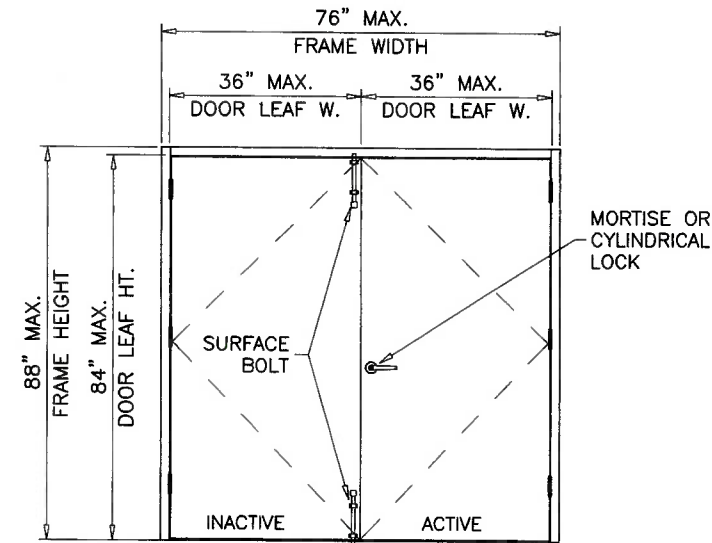 76" MAX.
FRAME WIDTH
36" MAX.
DOOR LEAF W.
36" MAX.
DOOR LEAF W.
88" MAX.
FRAME HEIGHT
84" MAX.
DOOR LEAF HT.
SURFACE
BOLT
MORTISE OR
CYLINDRICAL
LOCK
INACTIVE
ACTIVE